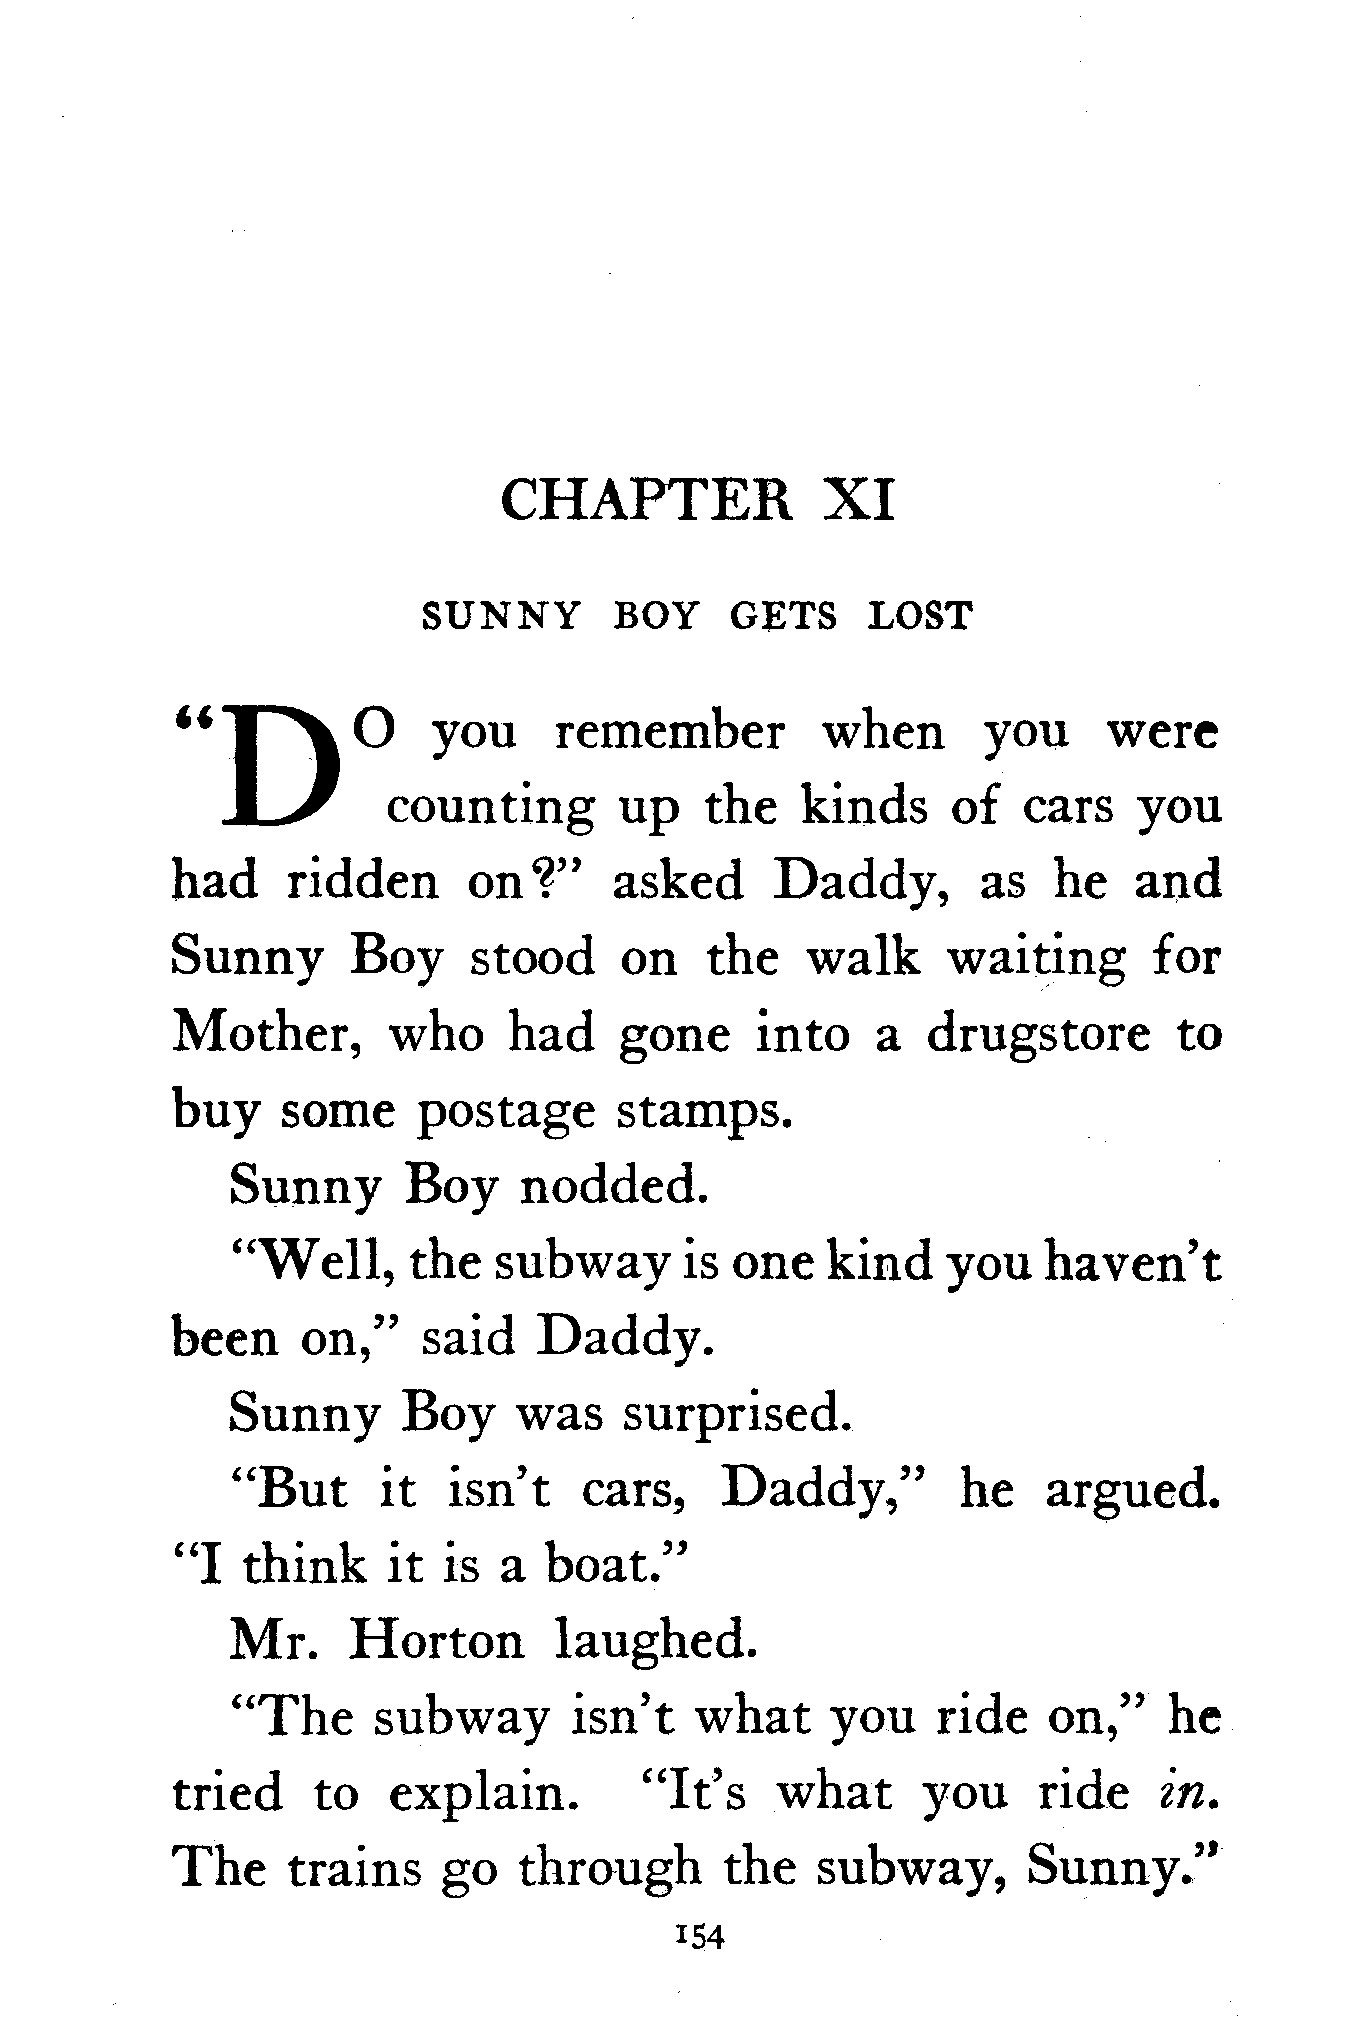 CHAPTER XI
SUNNY BOY GETS LOST
“DO you remember when you were
counting up the kinds of cars you
had ridden on?” asked Daddy, as he and
Sunny Boy stood on the walk waiting for
Mother, who had gone into a drugstore to
buy some postage stamps.
Sunny Boy nodded.
“Well, the subway is one kind you haven’t
been on,” said Daddy.
Sunny Boy was surprised.
“But it isn’t cars, Daddy,” he argued.
“I think it is a boat.”
Mr. Horton laughed.
“The subway isn’t what you ride on,” he
tried to explain. “It’s what you ride in.
The trains go through the subway, Sunny.”
154